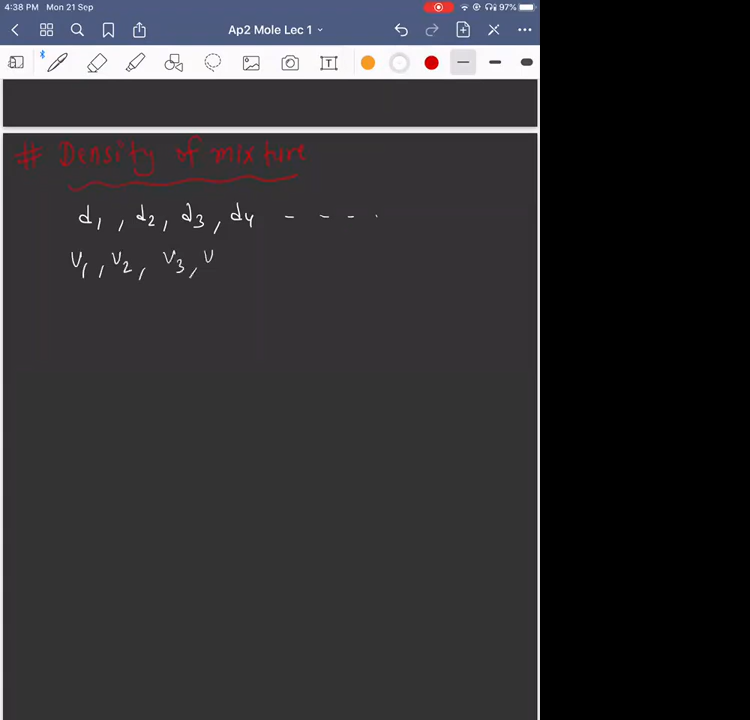 4:38 PM Mon 21 Sep 97%
Ap2 Mole Lec 1
T
# Density of mixture
d1, d2, d3, d4 - - - .
V1, V2, V3, V